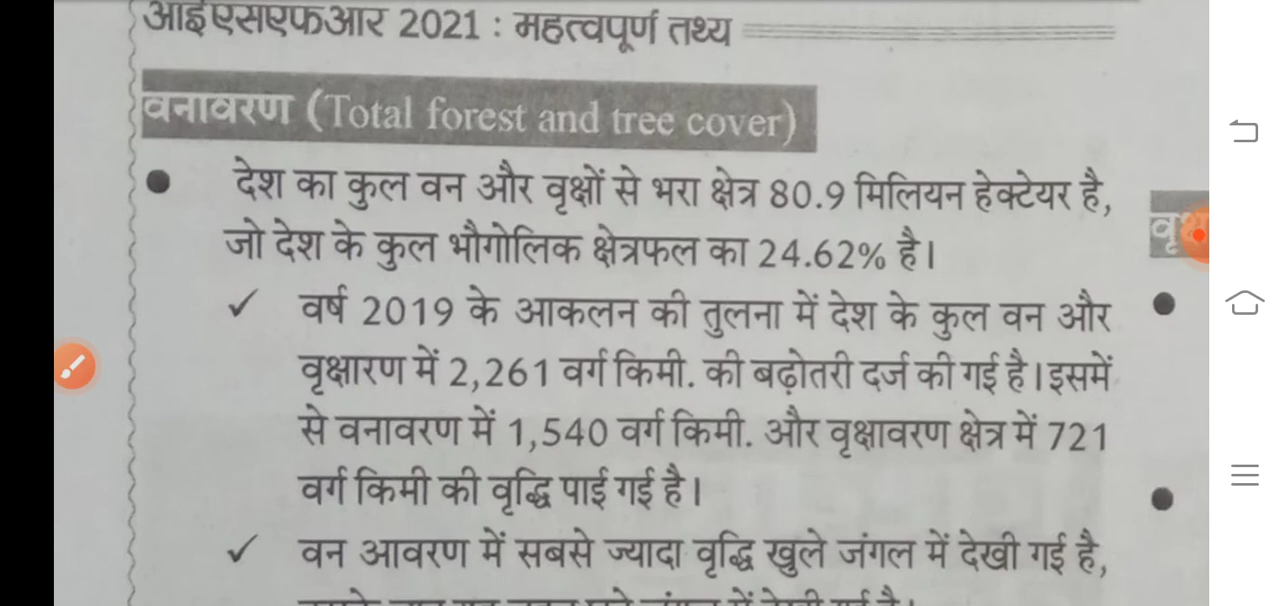 आईएसएफआर 2021 : महत्वपूर्ण तथ्य
वनावरण (Total forest and tree cover)
देश का कुल वन और वृक्षों से भरा क्षेत्र 80.9 मिलियन हेक्टेयर है,
जो देश के कुल भौगोलिक क्षेत्रफल का 24.62% है।
✓ वर्ष 2019 के आकलन की तुलना में देश के कुल वन और
वृक्षारण में 2,261 वर्ग किमी. की बढ़ोतरी दर्ज की गई है। इसमें
से वनावरण में 1,540 वर्ग किमी. और वृक्षावरण क्षेत्र में 721
वर्ग किमी की वृद्धि पाई गई है।
✓ वन आवरण में सबसे ज्यादा वृद्धि खुले जंगल में देखी गई है,